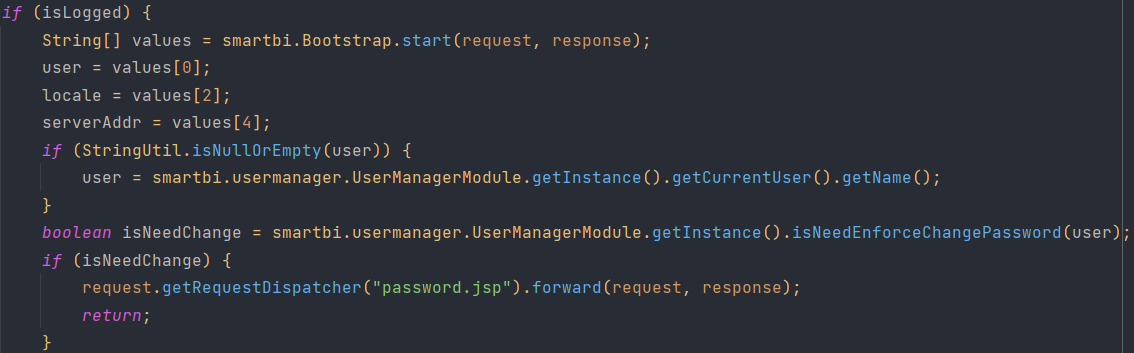 if (isLogged) {
String[] values = smartbi.Bootstrap.start(request, response);
user = values[0];
locale = values[2];
serverAddr = values[4];
if (StringUtil.isNullOrEmpty(user)) {
user = smartbi.usermanager.UserManagerModule.getInstance().getCurrentUser().getName();
}
boolean isNeedChange = smartbi.usermanager.UserManagerModule.getInstance().isNeedEnforceChangePassword(user);
if (isNeedChange) {
request.getRequestDispatcher("password.jsp").forward(request, response);
return;
}